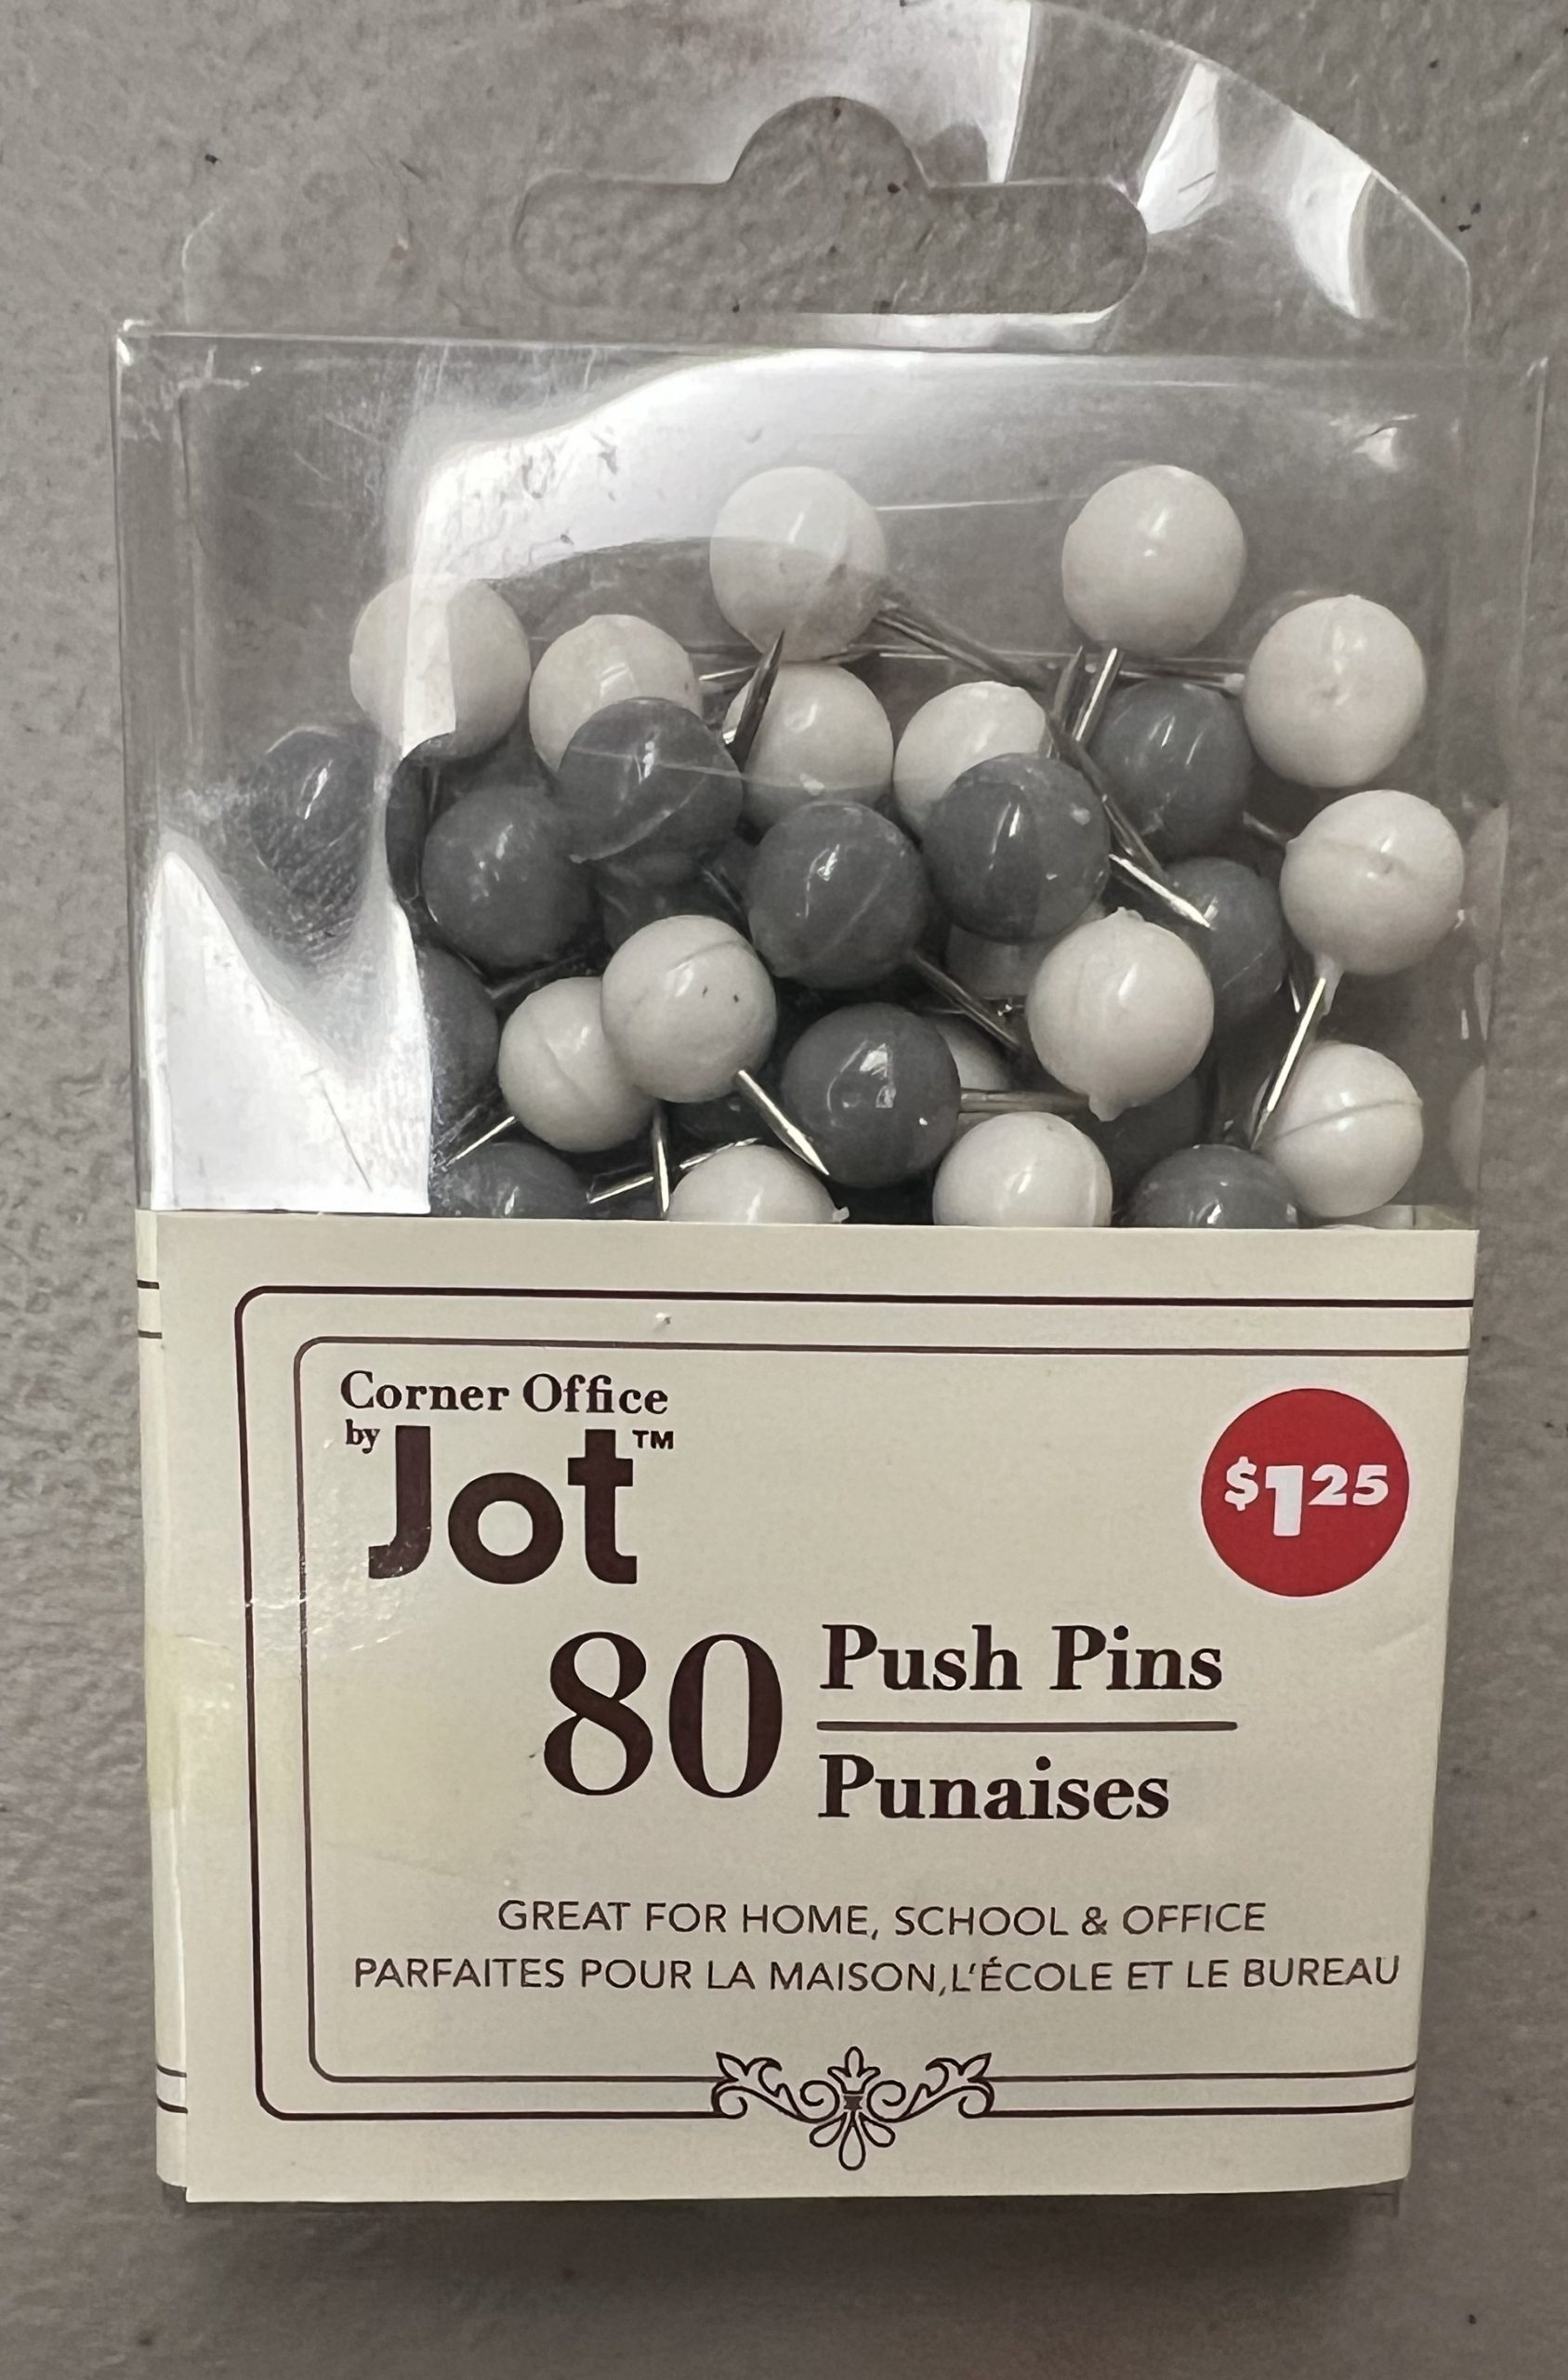 Corner Office
by Jot™
$1.25
80 Push Pins
Punaises
GREAT FOR HOME, SCHOOL & OFFICE
PARFAITES POUR LA MAISON,L'ÉCOLE ET LE BUREAU